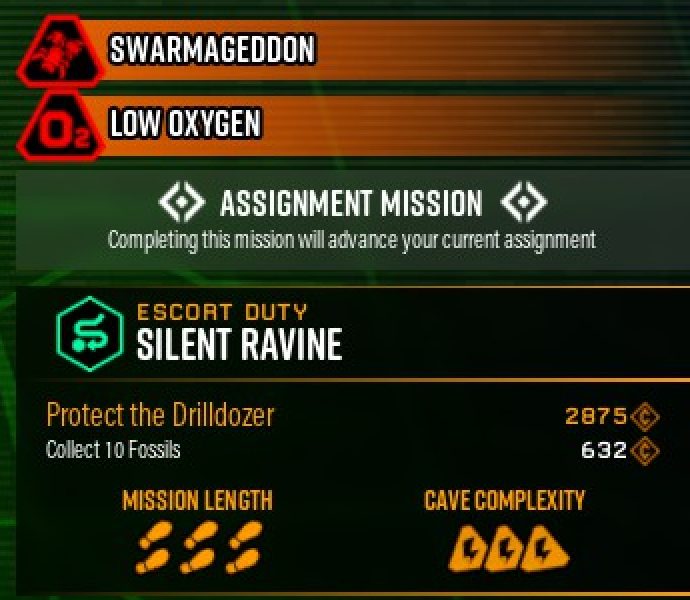 SWARMAGEDDON
O2
LOW OXYGEN
ASSIGNMENT MISSION
Completing this mission will advance your current assignment
ESCORT DUTY
SILENT RAVINE
Protect the Drilldozer 2875 C
Collect 10 Fossils 632 C
MISSION LENGTH CAVE COMPLEXITY